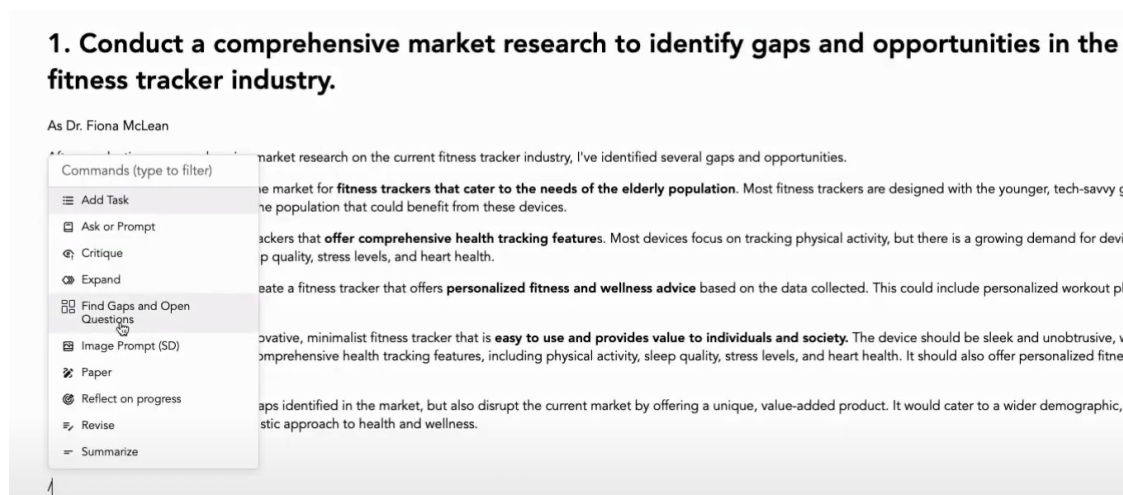 1. Conduct a comprehensive market research to identify gaps and opportunities in the
fitness tracker industry.
As Dr. Fiona McLean
market research on the current fitness tracker industry, I've identified several gaps and opportunities.
Commands (type to filter)
market for fitness trackers that cater to the needs of the elderly population. Most fitness trackers are designed with the younger, tech-savvy g
Add Task
population that could benefit from these devices.
Ask or Prompt
ackers that offer comprehensive health tracking features. Most devices focus on tracking physical activity, but there is a growing demand for devi
Critique
p quality, stress levels, and heart health.
Expand
eate a fitness tracker that offers personalized fitness and wellness advice based on the data collected. This could include personalized workout pl
Find Gaps and Open
Questions
ovative, minimalist fitness tracker that is easy to use and provides value to individuals and society. The device should be sleek and unobtrusive, w
Image Prompt (SD)
omprehensive health tracking features, including physical activity, sleep quality, stress levels, and heart health. It should also offer personalized fitne
Paper
Reflect on progress
aps identified in the market, but also disrupt the current market by offering a unique, value-added product. It would cater to a wider demographic,
Revise
stic approach to health and wellness.
Summarize
/